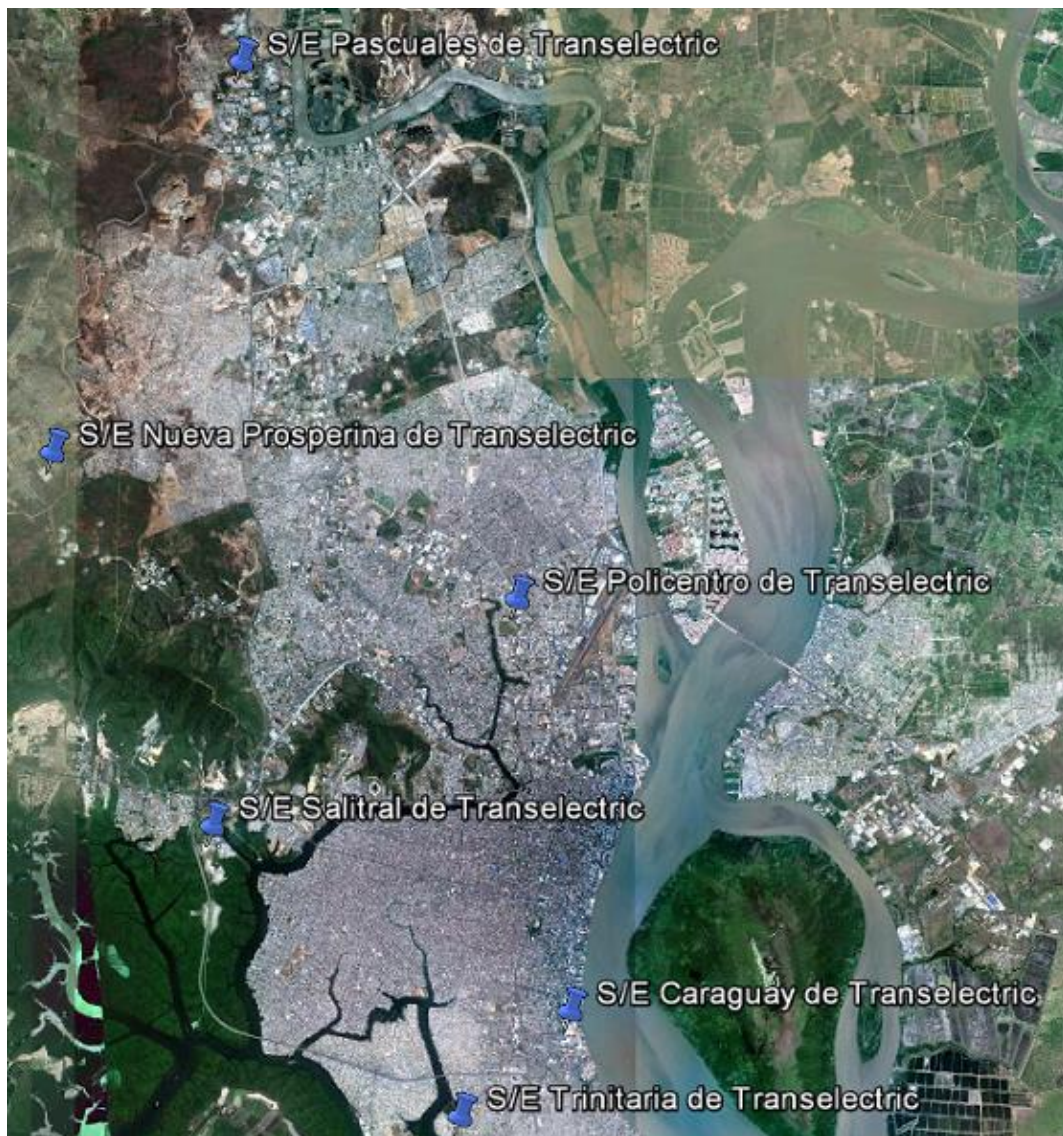 S/E Pascuales de Transelectric
S/E Nueva Prosperina de Transelectric
S/E Policentro de Transelectric
S/E Salitral de Transelectric
S/E Caraguay de Transelectric
S/E Trinitaria de Transelectric